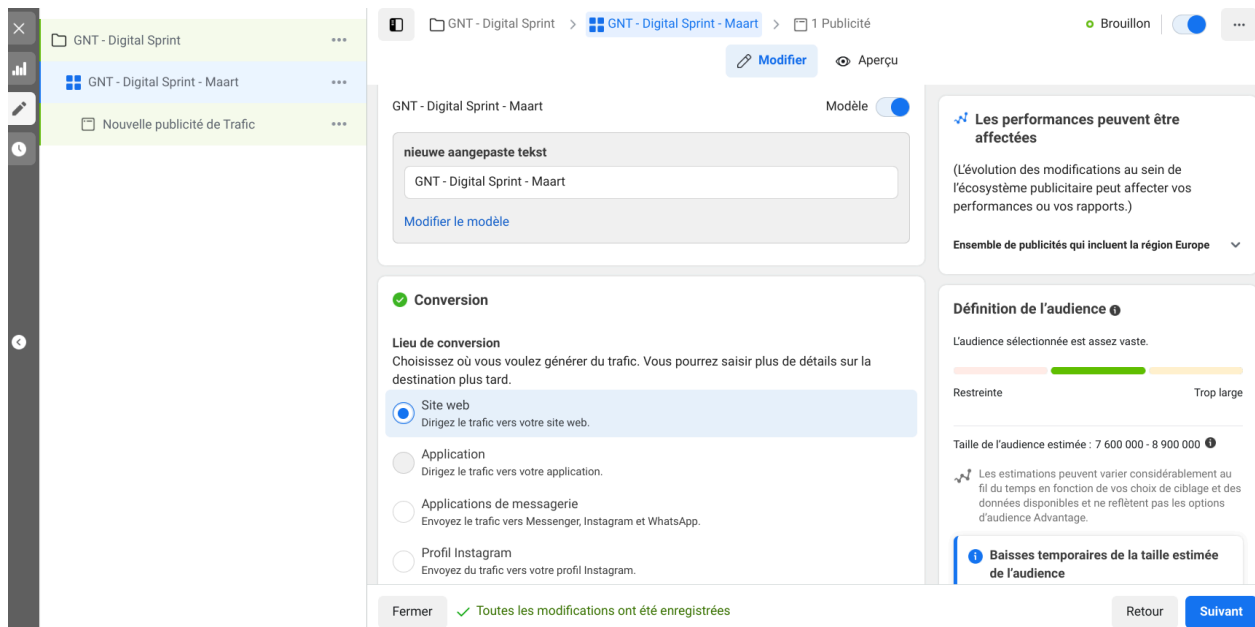 GNT - Digital Sprint
GNT - Digital Sprint - Maart
Nouvelle publicité de Trafic
GNT - Digital Sprint > GNT - Digital Sprint - Maart > 1 Publicité
Brouillon
Modifier
Aperçu
GNT - Digital Sprint - Maart
Modèle
nieuwe aangepaste tekst
GNT - Digital Sprint - Maart
Modifier le modèle
Conversion
Lieu de conversion
Choisissez où vous voulez générer du trafic. Vous pourrez saisir plus de détails sur la
destination plus tard.
Site web
Dirigez le trafic vers votre site web.
Application
Dirigez le trafic vers votre application.
Applications de messagerie
Envoyez le trafic vers Messenger, Instagram et WhatsApp.
Profil Instagram
Envoyez du trafic vers votre profil Instagram.
Les performances peuvent être
affectées
(L'évolution des modifications au sein de
l'écosystème publicitaire peut affecter vos
performances ou vos rapports.)
Ensemble de publicités qui incluent la région Europe
Définition de l'audience
L'audience sélectionnée est assez vaste.
Restreinte
Trop large
Taille de l'audience estimée : 7 600 000 - 8 900 000
Les estimations peuvent varier considérablement au
fil du temps en fonction de vos choix de ciblage et des
données disponibles et ne reflètent pas les options
d'audience Advantage.
Baisses temporaires de la taille estimée
de l'audience
Fermer
Toutes les modifications ont été enregistrées
Retour
Suivant